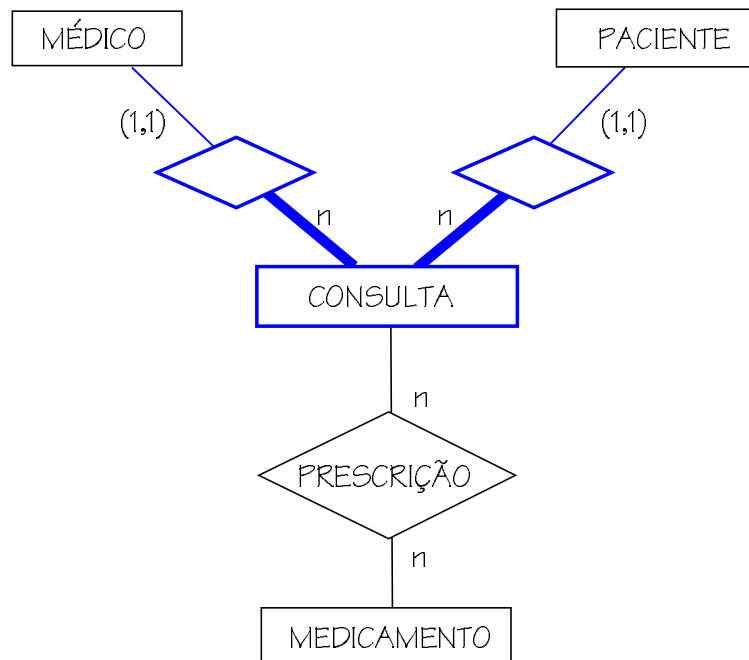 MÉDICO
PACIENTE
(1,1)
(1,1)
n
n
CONSULTA
n
PRESCRIÇÃO
n
MEDICAMENTO